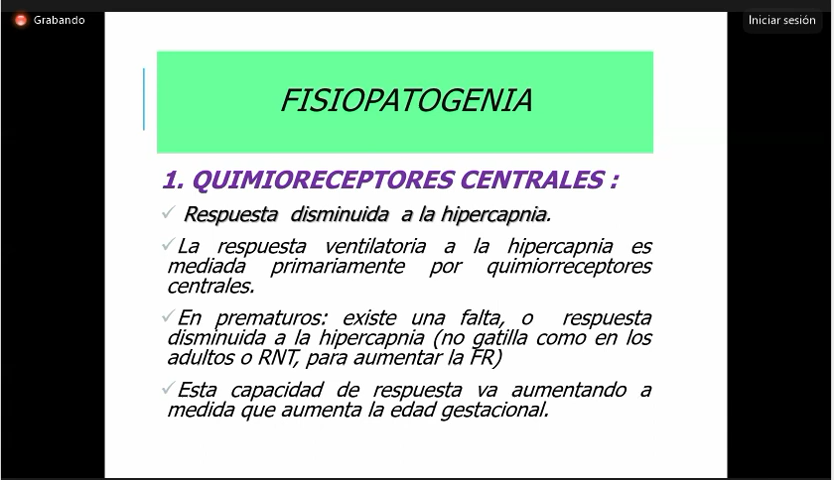 Grabando
Iniciar sesión
FISIOPATOGENIA
1. QUIMIORECEPTORES CENTRALES :
✓ Respuesta disminuida a la hipercapnia.
✓ La respuesta ventilatoria a la hipercapnia es
mediada primariamente por quimiorreceptores
centrales.
✓ En prematuros: existe una falta, o respuesta
disminuida a la hipercapnia (no gatilla como en los
adultos o RNT, para aumentar la FR)
✓ Esta capacidad de respuesta va aumentando a
medida que aumenta la edad gestacional.